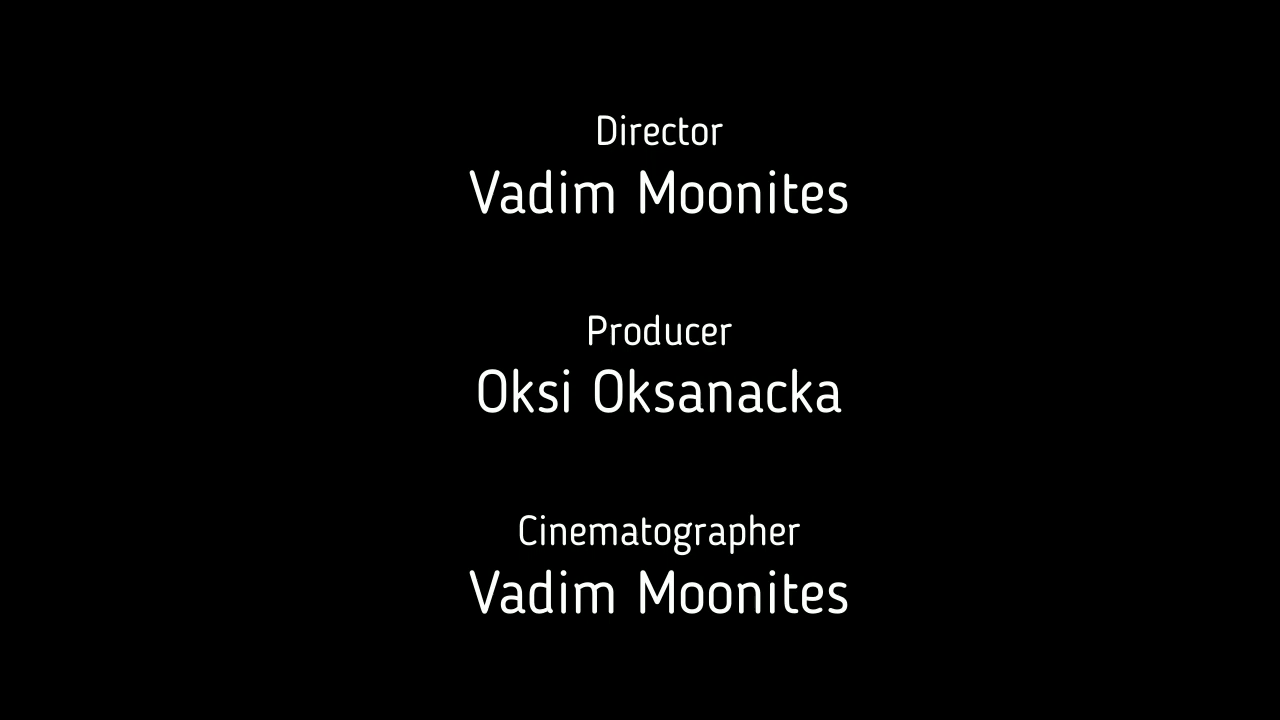 Director
Vadim Moonites
Producer
Oksi Oksanacka
Cinematographer
Vadim Moonites